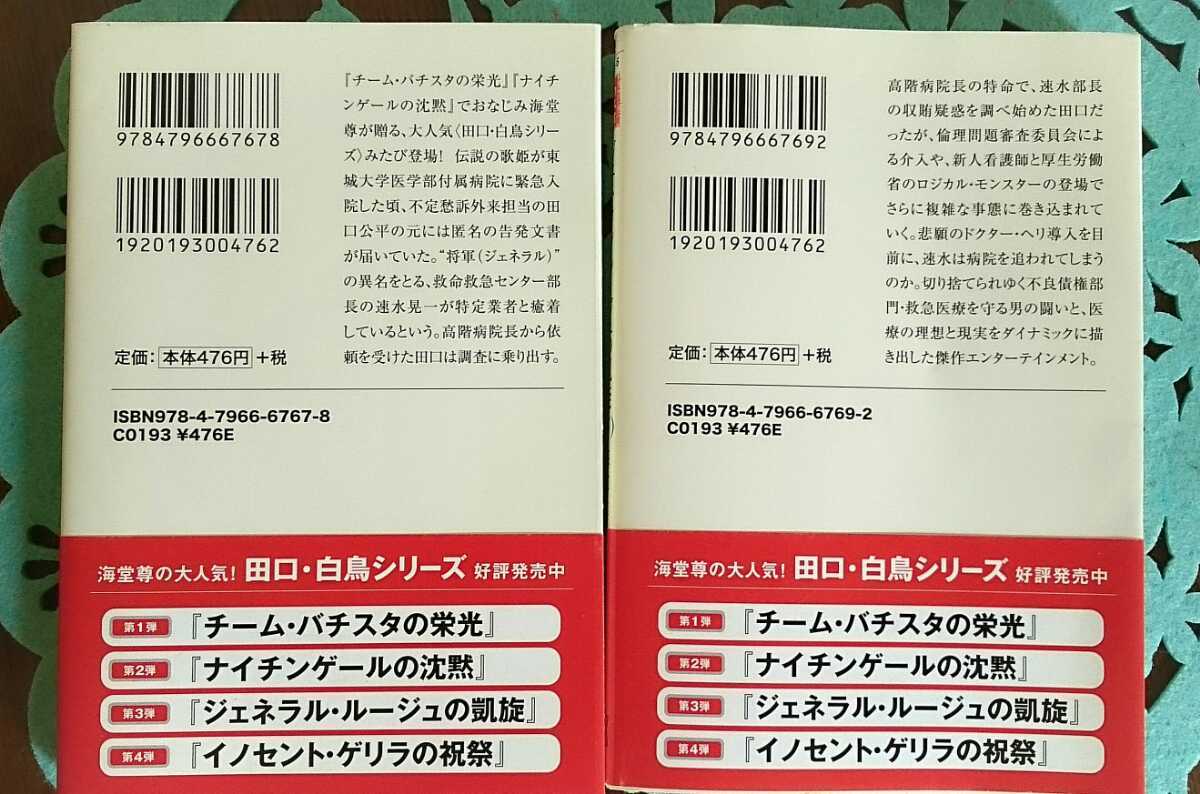 9784796667678
1920193004762
定価：本体476円+税
『チーム・バチスタの栄光』『ナイチ
ンゲールの沈黙』でおなじみ海堂
尊が贈る、大人気〈田口・白鳥シリー
ズ〉みたび登場！ 伝説の歌姫が東
城大学医学部付属病院に緊急入
院した頃、不定愁訴外来担当の田
口公平の元には匿名の告発文書
が届いていた。“将軍（ジェネラル）”
の異名をとる、救命救急センター部
長の速水晃一が特定業者と癒着
しているという。高階病院長から依
頼を受けた田口は調査に乗り出す。
ISBN978-4-7966-6767-8
C0193 ¥476E
海堂尊の大人気！ 田口・白鳥シリーズ 好評発売中
第1弾 『チーム・バチスタの栄光』
第2弾 『ナイチンゲールの沈黙』
第3弾 『ジェネラル・ルージュの凱旋』
第4弾 『イノセント・ゲリラの祝祭』
9784796667692
1920193004762
定価：本体476円+税
高階病院長の特命で、速水部長
の収賄疑惑を調べ始めた田口だ
ったが、倫理問題審査委員会によ
る介入や、新人看護師と厚生労働
省のロジカル・モンスターの登場で
さらに複雑な事態に巻き込まれて
いく。悲願のドクター・ヘリ導入を目
前に、速水は病院を追われてしまう
のか。切り捨てられゆく不良債権部
門・救急医療を守る男の闘いと、医
療の理想と現実をダイナミックに描
き出した傑作エンターテインメント。
ISBN978-4-7966-6769-2
C0193 ¥476E
海堂尊の大人気！ 田口・白鳥シリーズ 好評発売中
第1弾 『チーム・バチスタの栄光』
第2弾 『ナイチンゲールの沈黙』
第3弾 『ジェネラル・ルージュの凱旋』
第4弾 『イノセント・ゲリラの祝祭』